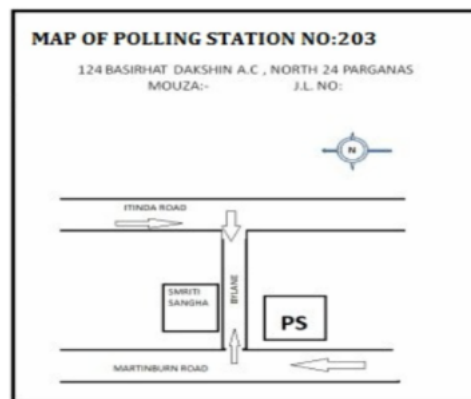 MAP OF POLLING STATION NO:203
124 BASIRHAT DAKSHIN A.C , NORTH 24 PARGANAS
MOUZA:- J.L. NO:
N
ITINDA ROAD
SMRITI
SANGHA
BYLANE
PS
MARTINBURN ROAD